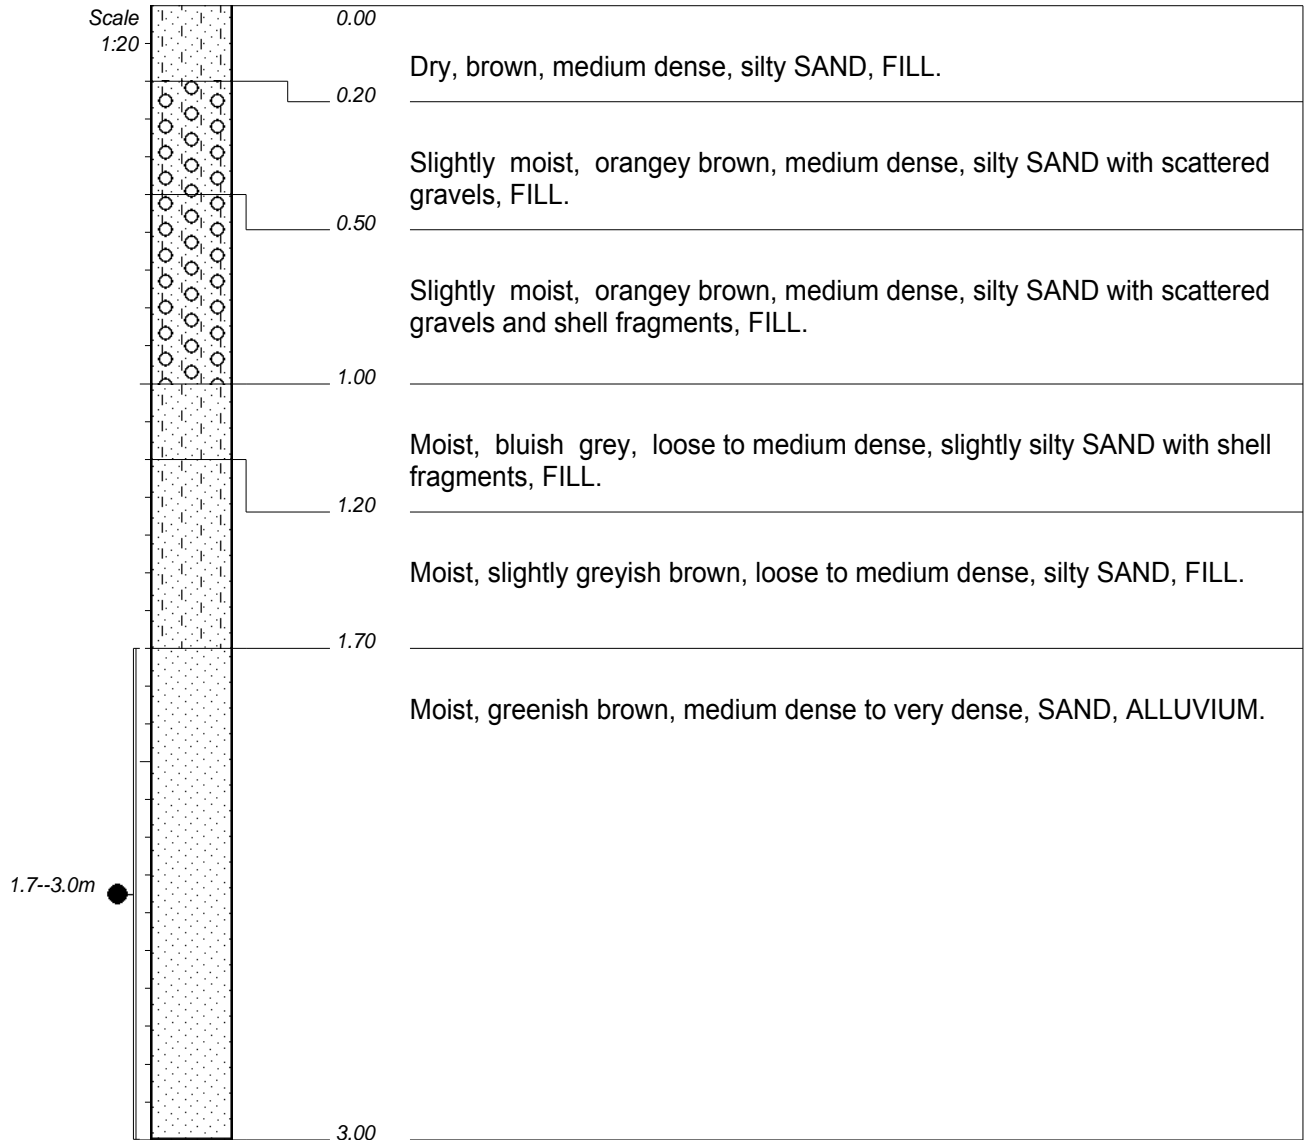 Scale
1:20
0.00
Dry, brown, medium dense, silty SAND, FILL.
0.20
Slightly moist, orangey brown, medium dense, silty SAND with scattered
gravels, FILL.
0.50
Slightly moist, orangey brown, medium dense, silty SAND with scattered
gravels and shell fragments, FILL.
1.00
Moist, bluish grey, loose to medium dense, slightly silty SAND with shell
fragments, FILL.
1.20
Moist, slightly greyish brown, loose to medium dense, silty SAND, FILL.
1.70
Moist, greenish brown, medium dense to very dense, SAND, ALLUVIUM.
1.7--3.0m
3.00